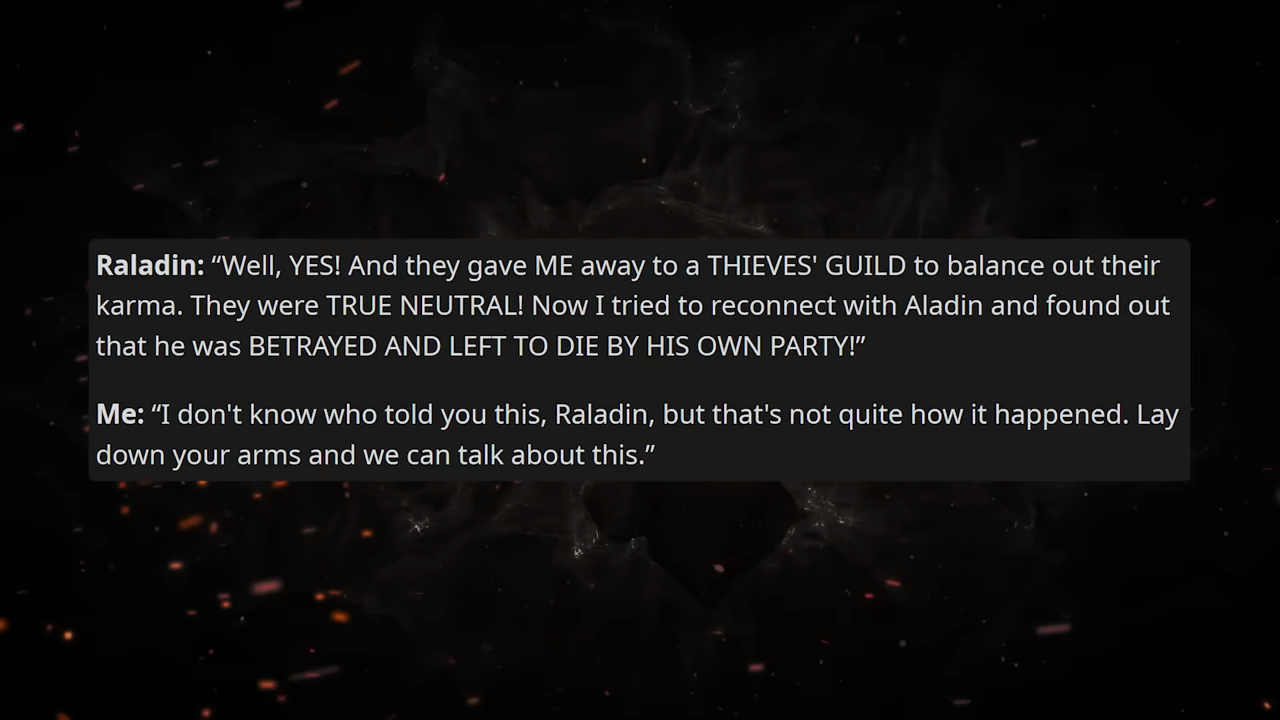 Raladin: “Well, YES! And they gave ME away to a THIEVES' GUILD to balance out their
karma. They were TRUE NEUTRAL! Now I tried to reconnect with Aladin and found out
that he was BETRAYED AND LEFT TO DIE BY HIS OWN PARTY!”
Me: “I don't know who told you this, Raladin, but that's not quite how it happened. Lay
down your arms and we can talk about this.”